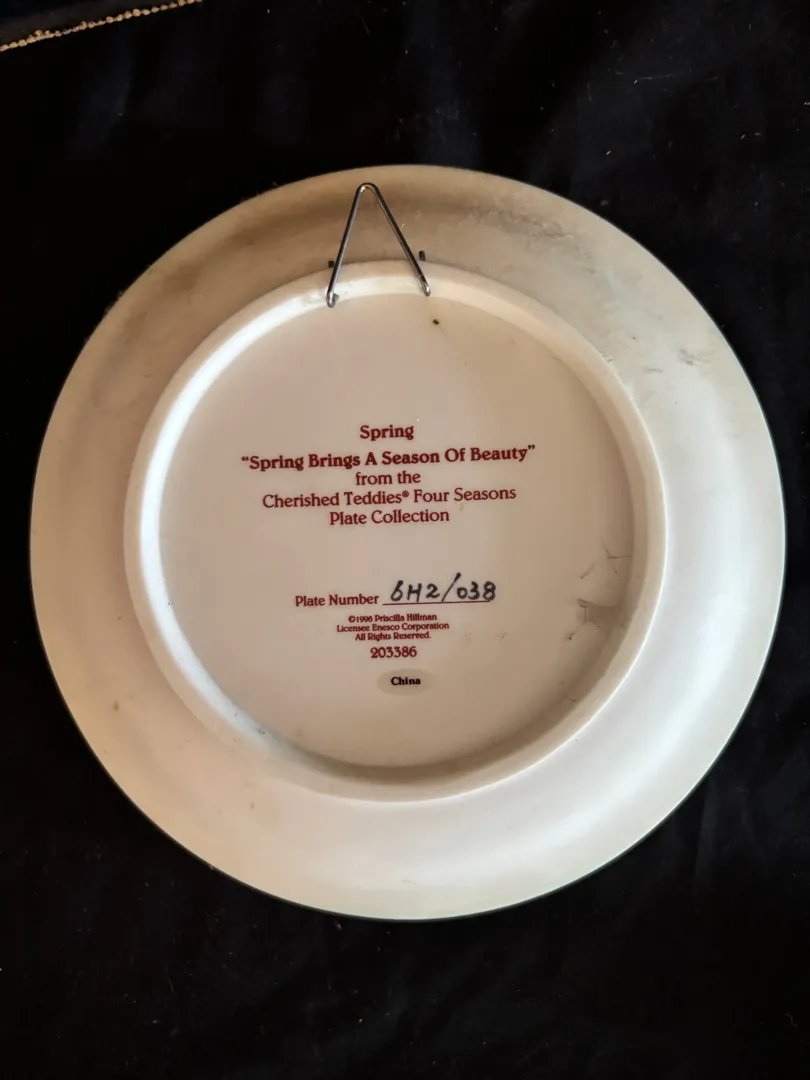 Spring
“Spring Brings A Season Of Beauty”
from the
Cherished Teddies® Four Seasons
Plate Collection
Plate Number 6H2/038
©1996 Priscilla Hillman
Licensee Enesco Corporation
All Rights Reserved.
203386
China